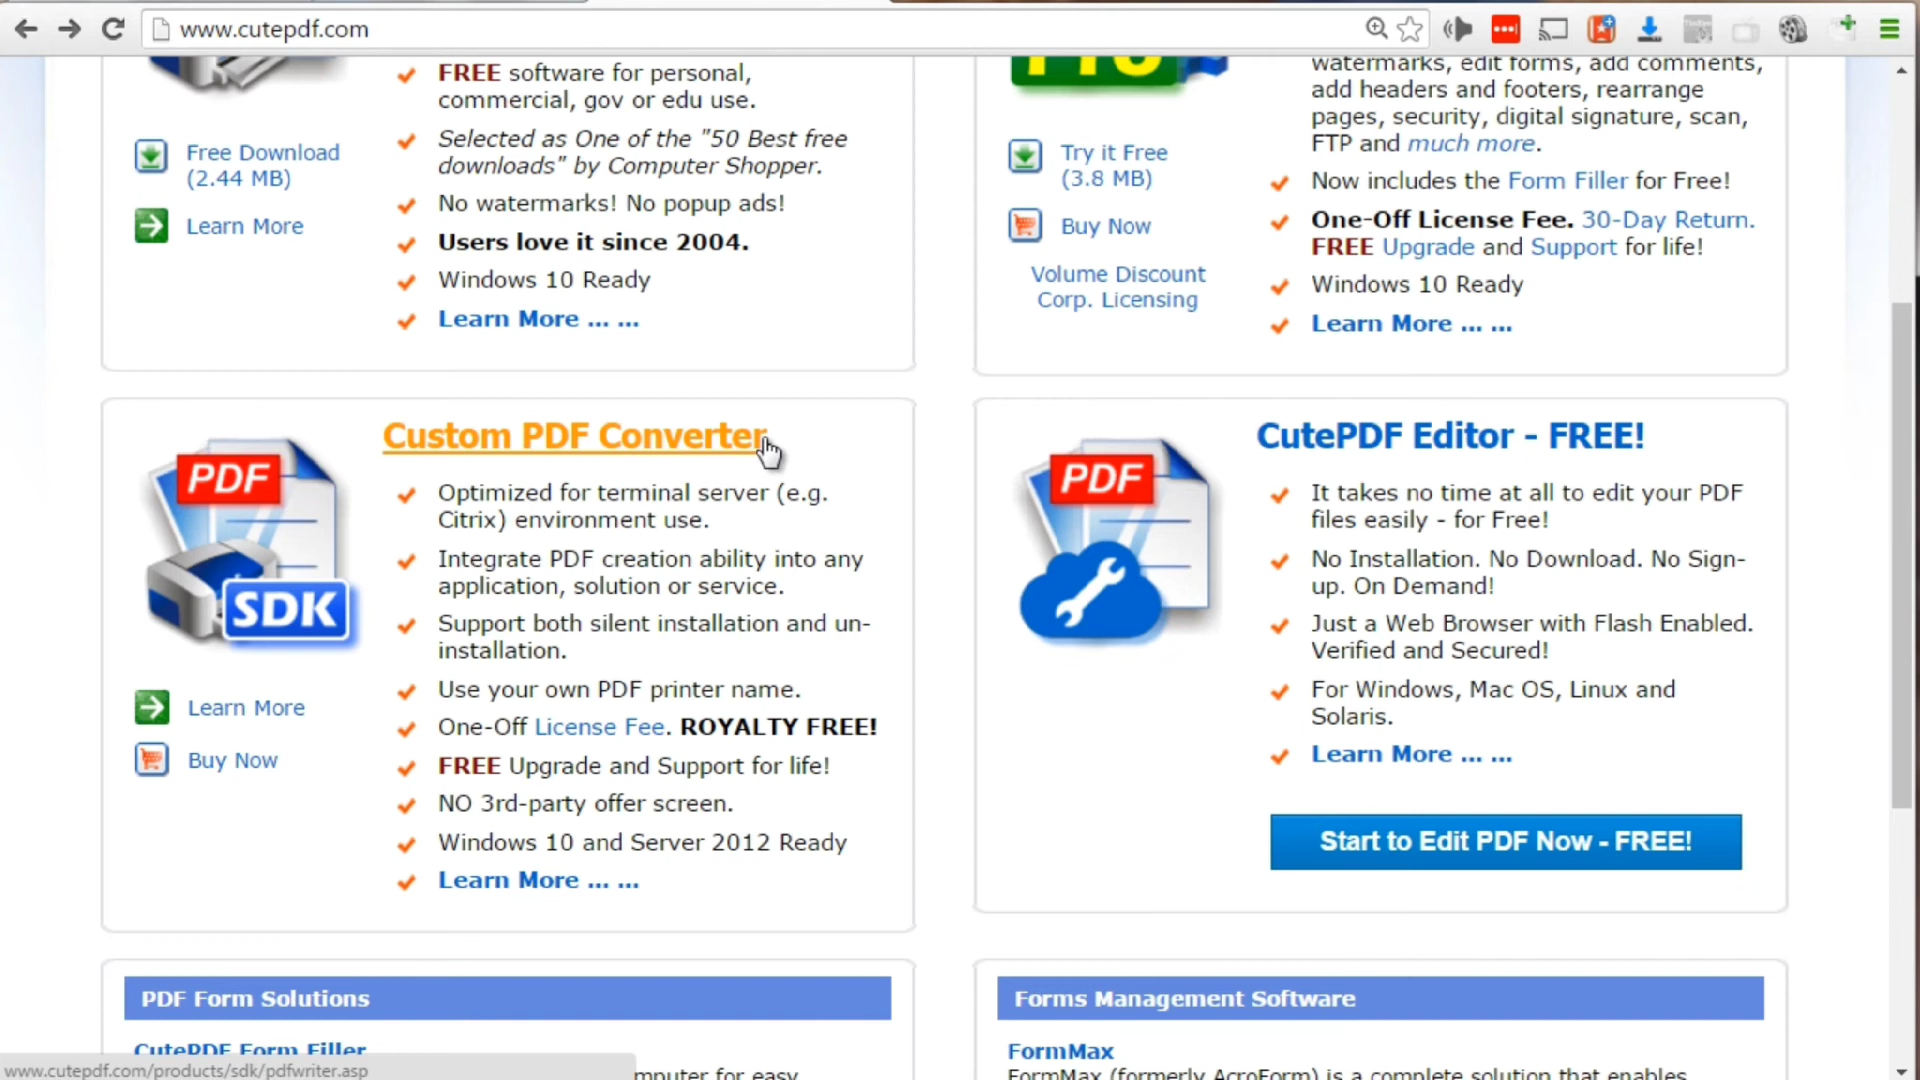 www.cutepdf.com
FREE software for personal,
commercial, gov or edu use.
Selected as One of the "50 Best free
downloads" by Computer Shopper.
No watermarks! No popup ads!
Users love it since 2004.
Windows 10 Ready
Learn More ... ...
Free Download
(2.44 MB)
Learn More
Pro
watermarks, edit forms, add comments,
add headers and footers, rearrange
pages, security, digital signature, scan,
FTP and much more.
Now includes the Form Filler for Free!
One-Off License Fee. 30-Day Return.
FREE Upgrade and Support for life!
Windows 10 Ready
Learn More ... ...
Try it Free
(3.8 MB)
Buy Now
Volume Discount
Corp. Licensing
Custom PDF Converter
PDF
SDK
Optimized for terminal server (e.g.
Citrix) environment use.
Integrate PDF creation ability into any
application, solution or service.
Support both silent installation and un-
installation.
Use your own PDF printer name.
One-Off License Fee. ROYALTY FREE!
FREE Upgrade and Support for life!
NO 3rd-party offer screen.
Windows 10 and Server 2012 Ready
Learn More ... ...
Learn More
Buy Now
CutePDF Editor - FREE!
PDF
It takes no time at all to edit your PDF
files easily - for Free!
No Installation. No Download. No Sign-
up. On Demand!
Just a Web Browser with Flash Enabled.
Verified and Secured!
For Windows, Mac OS, Linux and
Solaris.
Learn More ... ...
Start to Edit PDF Now - FREE!
PDF Form Solutions
CutePDF Form Filler
mputer for easy
Forms Management Software
FormMax
FormMax (formerly AcroForm) is a complete solution that enables
www.cutepdf.com/products/sdk/pdfwriter.asp